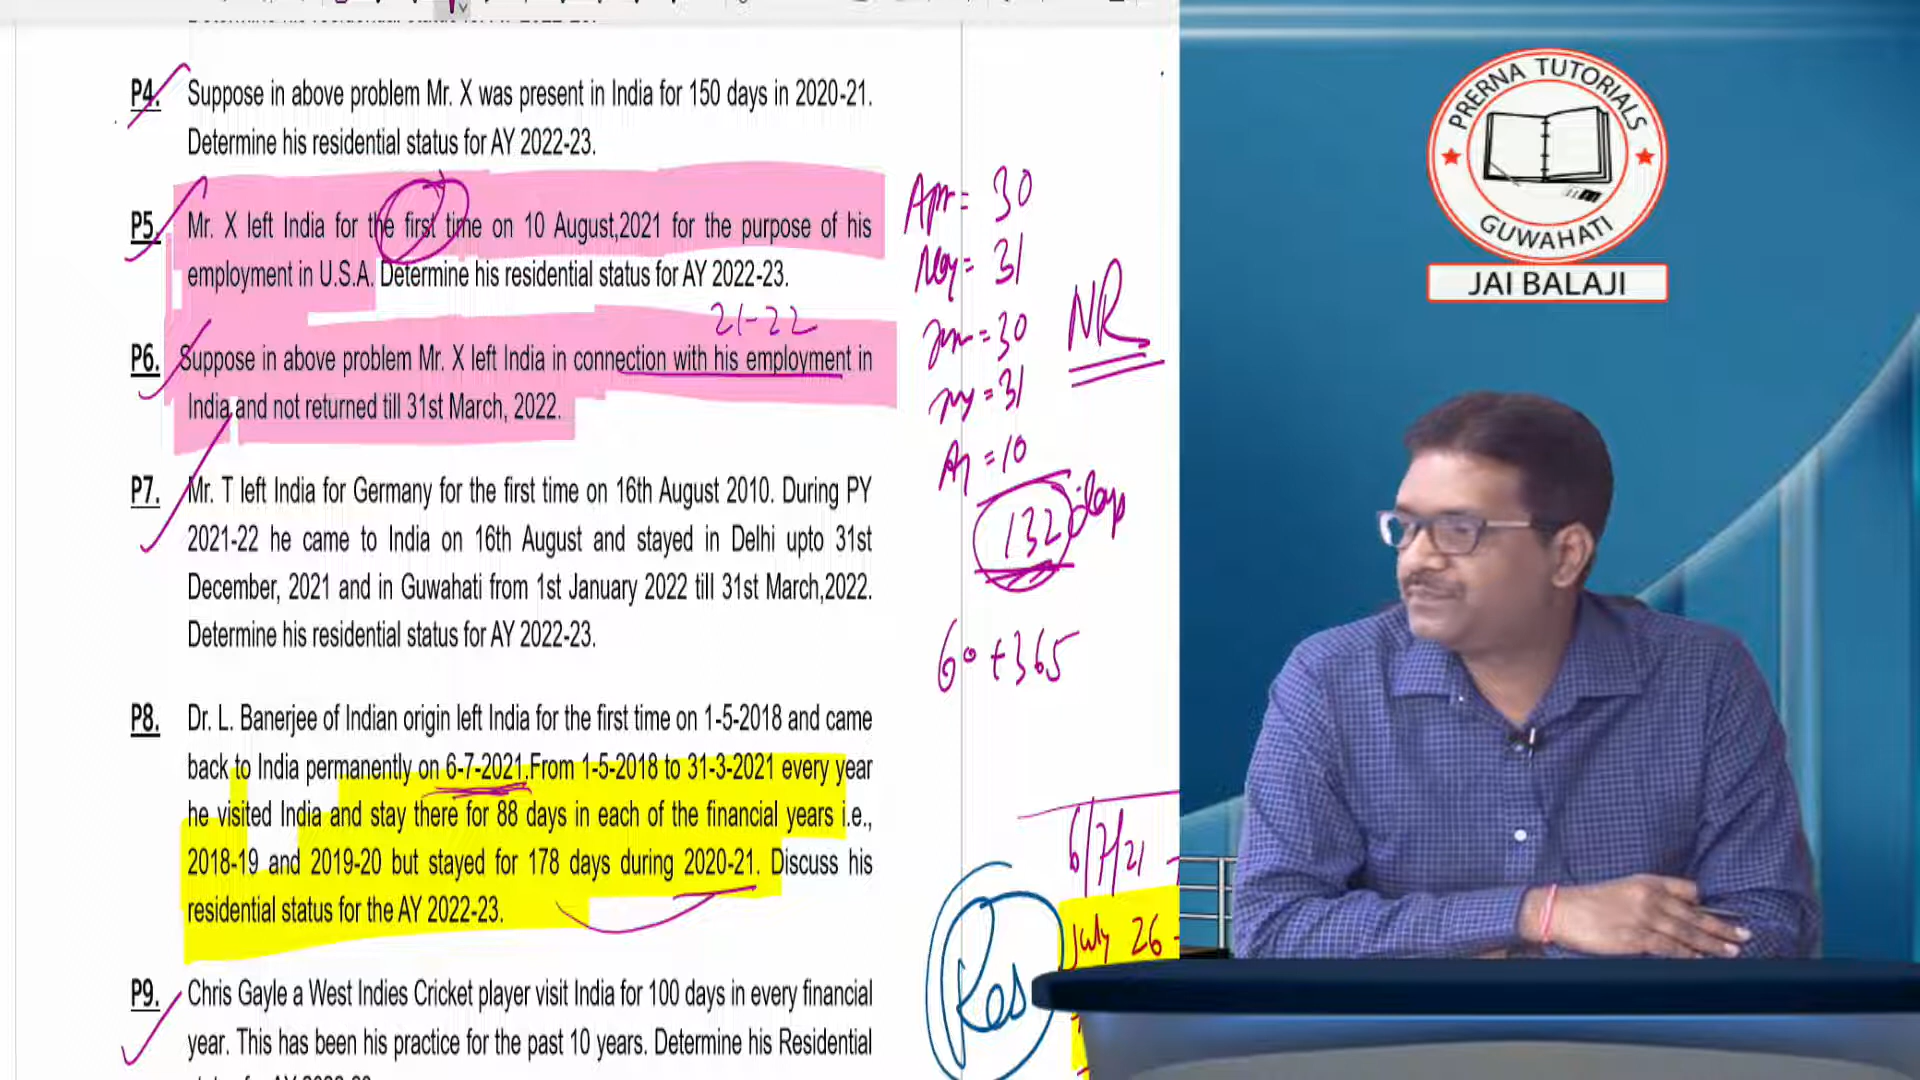 P4. Suppose in above problem Mr. X was present in India for 150 days in 2020-21.
Determine his residential status for AY 2022-23.
P5. Mr. X left India for the first time on 10 August,2021 for the purpose of his
employment in U.S.A. Determine his residential status for AY 2022-23.
21-22
P6. Suppose in above problem Mr. X left India in connection with his employment in
India and not returned till 31st March, 2022.
P7. Mr. T left India for Germany for the first time on 16th August 2010. During PY
2021-22 he came to India on 16th August and stayed in Delhi upto 31st
December, 2021 and in Guwahati from 1st January 2022 till 31st March,2022.
Determine his residential status for AY 2022-23.
P8. Dr. L. Banerjee of Indian origin left India for the first time on 1-5-2018 and came
back to India permanently on 6-7-2021.From 1-5-2018 to 31-3-2021 every year
he visited India and stay there for 88 days in each of the financial years i.e.,
2018-19 and 2019-20 but stayed for 178 days during 2020-21. Discuss his
residential status for the AY 2022-23.
P9. Chris Gayle a West Indies Cricket player visit India for 100 days in every financial
year. This has been his practice for the past 10 years. Determine his Residential
Apr = 30
May = 31
Jun = 30
= 31
= 10
132 days
NR
60 + 365
6/7/21 -
July 26 -
Res
PRERNA TUTORIALS
GUWAHATI
JAI BALAJI